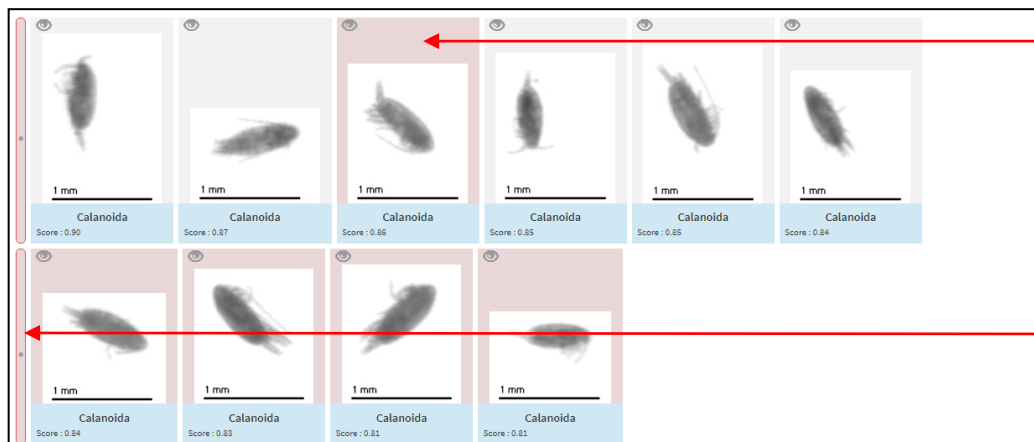 1 mm
1 mm
1 mm
1 mm
1 mm
1 mm
Calanoida
Calanoida
Calanoida
Calanoida
Calanoida
Calanoida
Score : 0.90
Score : 0.87
Score : 0.86
Score : 0.85
Score : 0.85
Score : 0.84
1 mm
1 mm
1 mm
1 mm
Calanoida
Calanoida
Calanoida
Calanoida
Score : 0.84
Score : 0.83
Score : 0.81
Score : 0.81